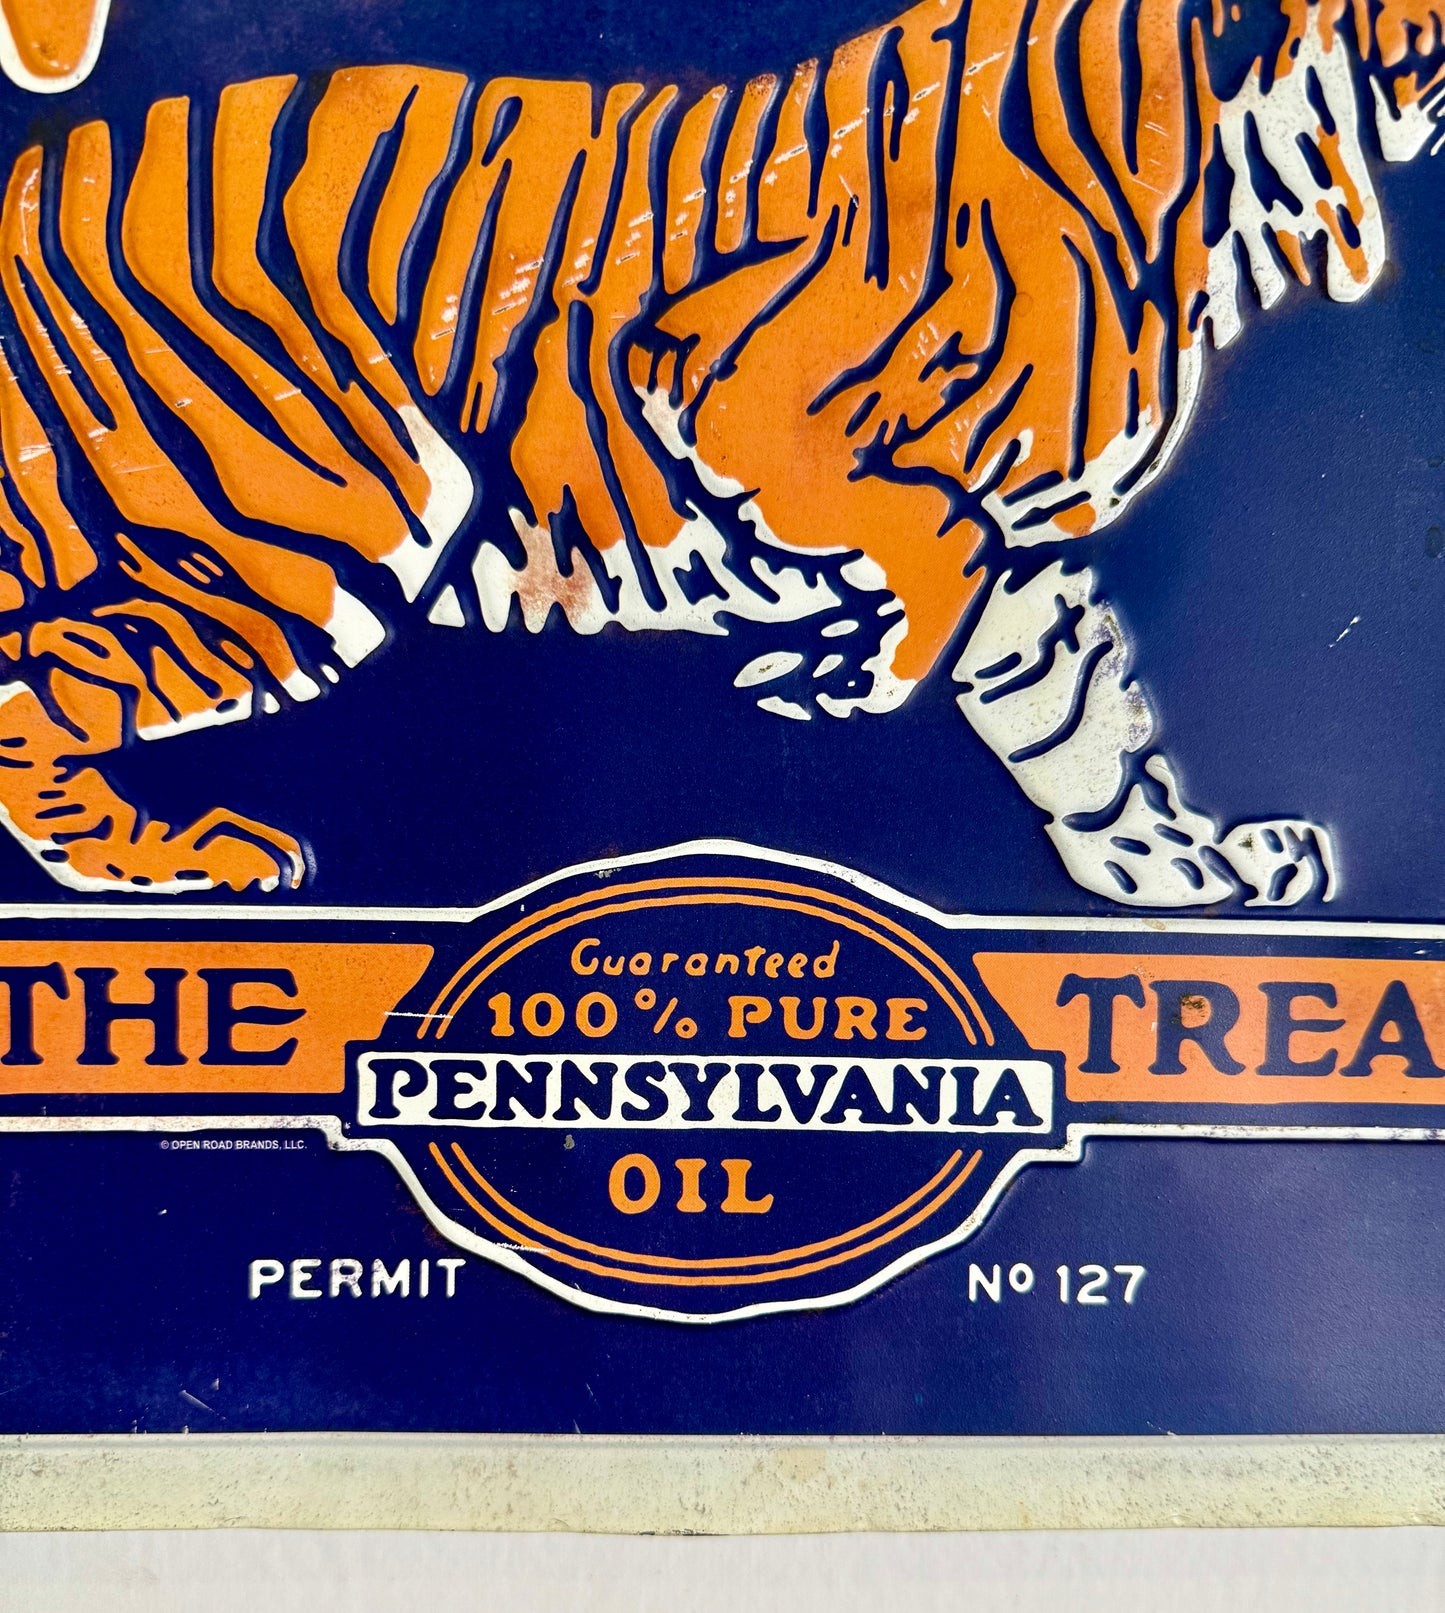 Guaranteed
100% PURE
THE PENNSYLVANIA TREA
OIL
© OPEN ROAD BRANDS, LLC.
PERMIT Nº 127